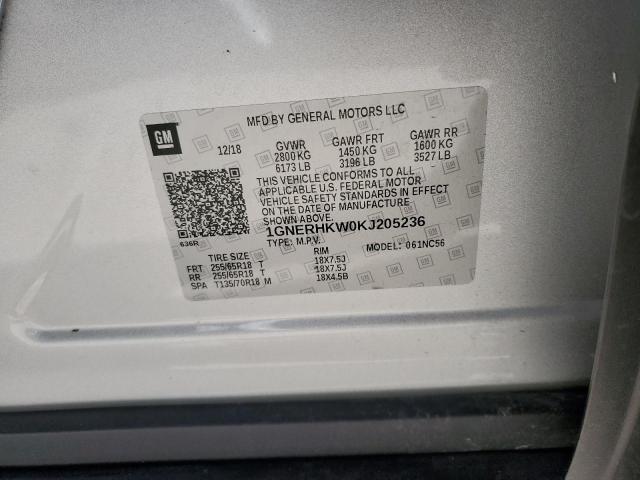 MFD BY GENERAL MOTORS LLC
GM
12/18 GVWR GAWR FRT GAWR RR
2800 KG 1450 KG 1600 KG
6173 LB 3196 LB 3527 LB
THIS VEHICLE CONFORMS TO ALL
APPLICABLE U.S. FEDERAL MOTOR
VEHICLE SAFETY STANDARDS IN EFFECT
ON THE DATE OF MANUFACTURE
SHOWN ABOVE.
1GNERHKW0KJ205236
636R
TYPE: M.P.V. MODEL: 061NC56
TIRE SIZE RIM
FRT 255/65R18 T 18X7.5J
RR 255/65R18 T 18X7.5J
SPA T135/70R18 M 18X4.5B